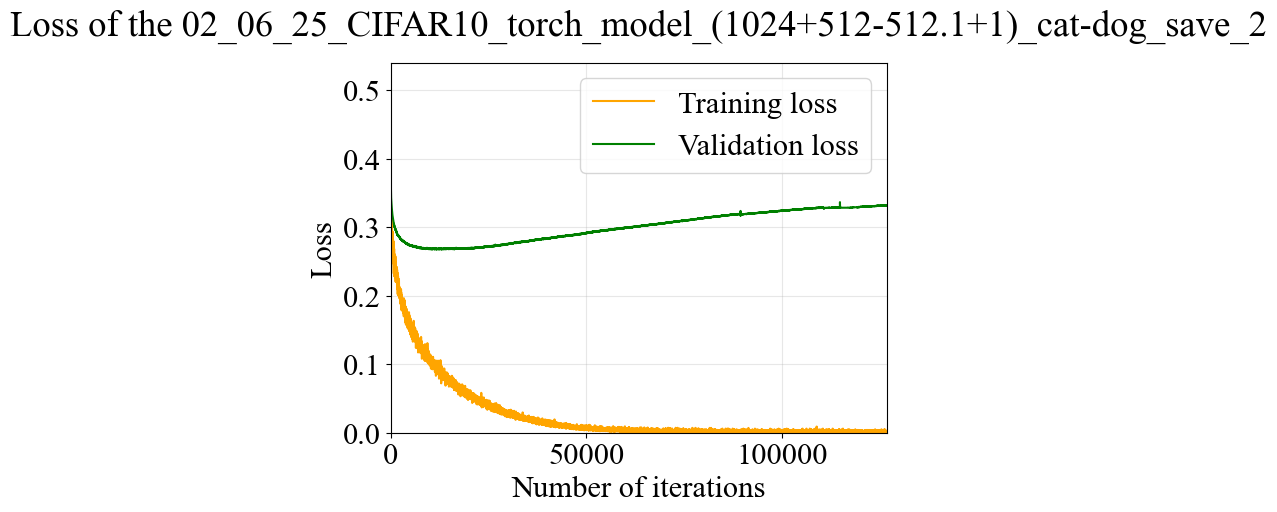 Loss of the 02_06_25_CIFAR10_torch_model_(1024+512-512.1+1)_cat-dog_save_2
0.5
0.4
0.3
0.2
0.1
0.0
Loss
Training loss
Validation loss
0 50000 100000
Number of iterations